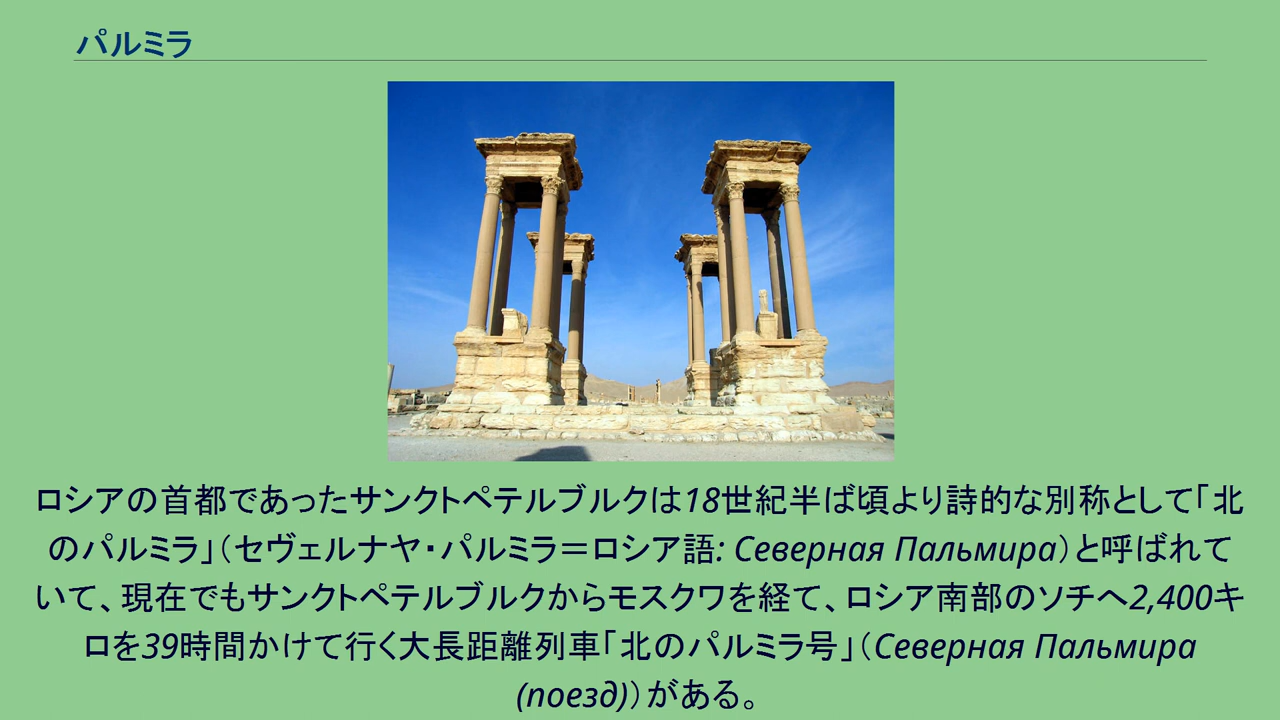 パルミラ
ロシアの首都であったサンクトペテルブルクは18世紀半ば頃より詩的な別称として「北
のパルミラ」（セヴェルナヤ・パルミラ＝ロシア語: Северная Пальмира）と呼ばれて
いて、現在でもサンクトペテルブルクからモスクワを経て、ロシア南部のソチへ2,400キ
ロを39時間かけて行く大長距離列車「北のパルミラ号」（Северная Пальмира
(поезд)）がある。